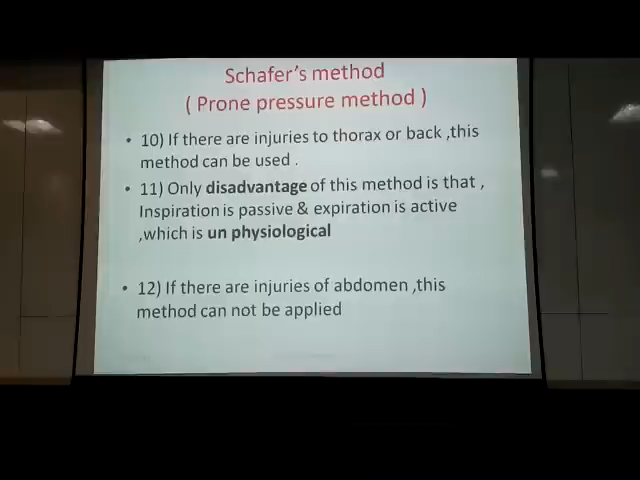 Schafer's method
( Prone pressure method )
• 10) If there are injuries to thorax or back ,this
method can be used .
• 11) Only disadvantage of this method is that ,
Inspiration is passive & expiration is active
,which is un physiological
• 12) If there are injuries of abdomen ,this
method can not be applied